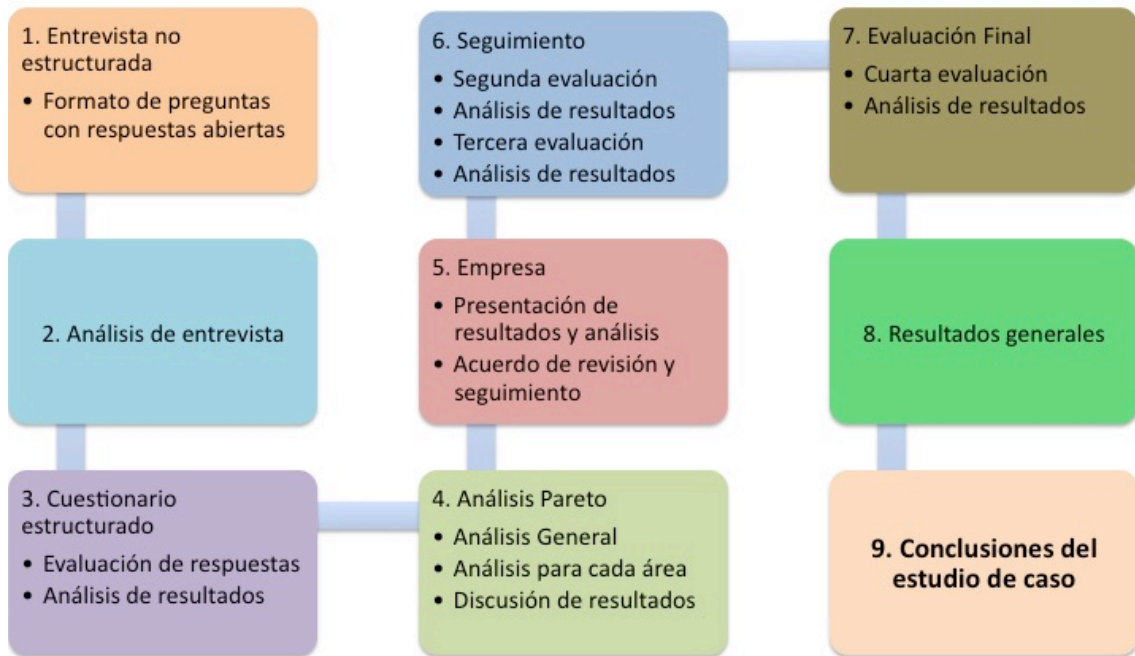 1. Entrevista no
estructurada
• Formato de preguntas
con respuestas abiertas
2. Análisis de entrevista
3. Cuestionario
estructurado
• Evaluación de respuestas
• Análisis de resultados
4. Análisis Pareto
• Análisis General
• Análisis para cada área
• Discusión de resultados
5. Empresa
• Presentación de
resultados y análisis
• Acuerdo de revisión y
seguimiento
6. Seguimiento
• Segunda evaluación
• Análisis de resultados
• Tercera evaluación
• Análisis de resultados
7. Evaluación Final
• Cuarta evaluación
• Análisis de resultados
8. Resultados generales
9. Conclusiones del
estudio de caso